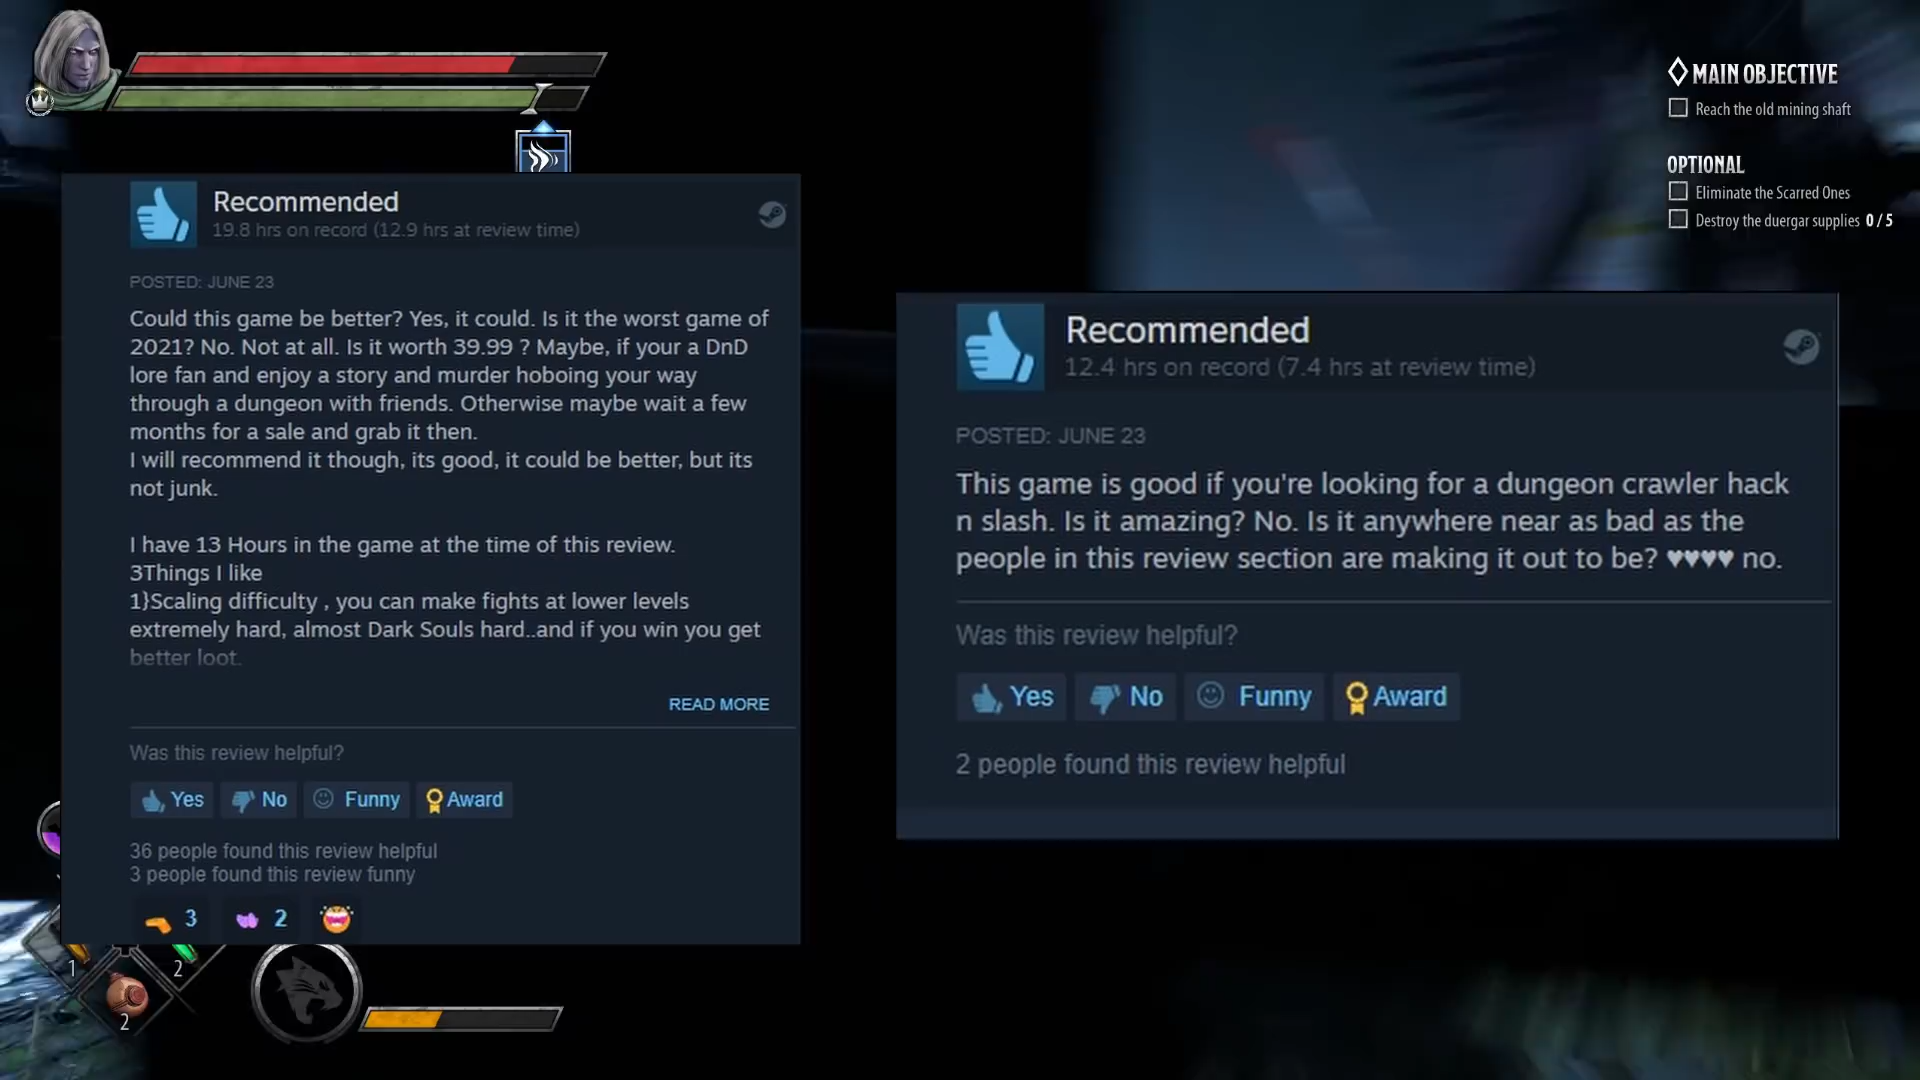 MAIN OBJECTIVE
Reach the old mining shaft
OPTIONAL
Eliminate the Scarred Ones
Destroy the duergar supplies 0 / 5
Recommended
19.8 hrs on record (12.9 hrs at review time)
POSTED: JUNE 23
Could this game be better? Yes, it could. Is it the worst game of
2021? No. Not at all. Is it worth 39.99 ? Maybe, if your a DnD
lore fan and enjoy a story and murder hoboing your way
through a dungeon with friends. Otherwise maybe wait a few
months for a sale and grab it then.
I will recommend it though, its good, it could be better, but its
not junk.
I have 13 Hours in the game at the time of this review.
3Things I like
1}Scaling difficulty , you can make fights at lower levels
extremely hard, almost Dark Souls hard..and if you win you get
better loot.
READ MORE
Was this review helpful?
Yes No Funny Award
36 people found this review helpful
3 people found this review funny
3 2
1 2
2
Recommended
12.4 hrs on record (7.4 hrs at review time)
POSTED: JUNE 23
This game is good if you're looking for a dungeon crawler hack
n slash. Is it amazing? No. Is it anywhere near as bad as the
people in this review section are making it out to be? ♥♥♥♥ no.
Was this review helpful?
Yes No Funny Award
2 people found this review helpful